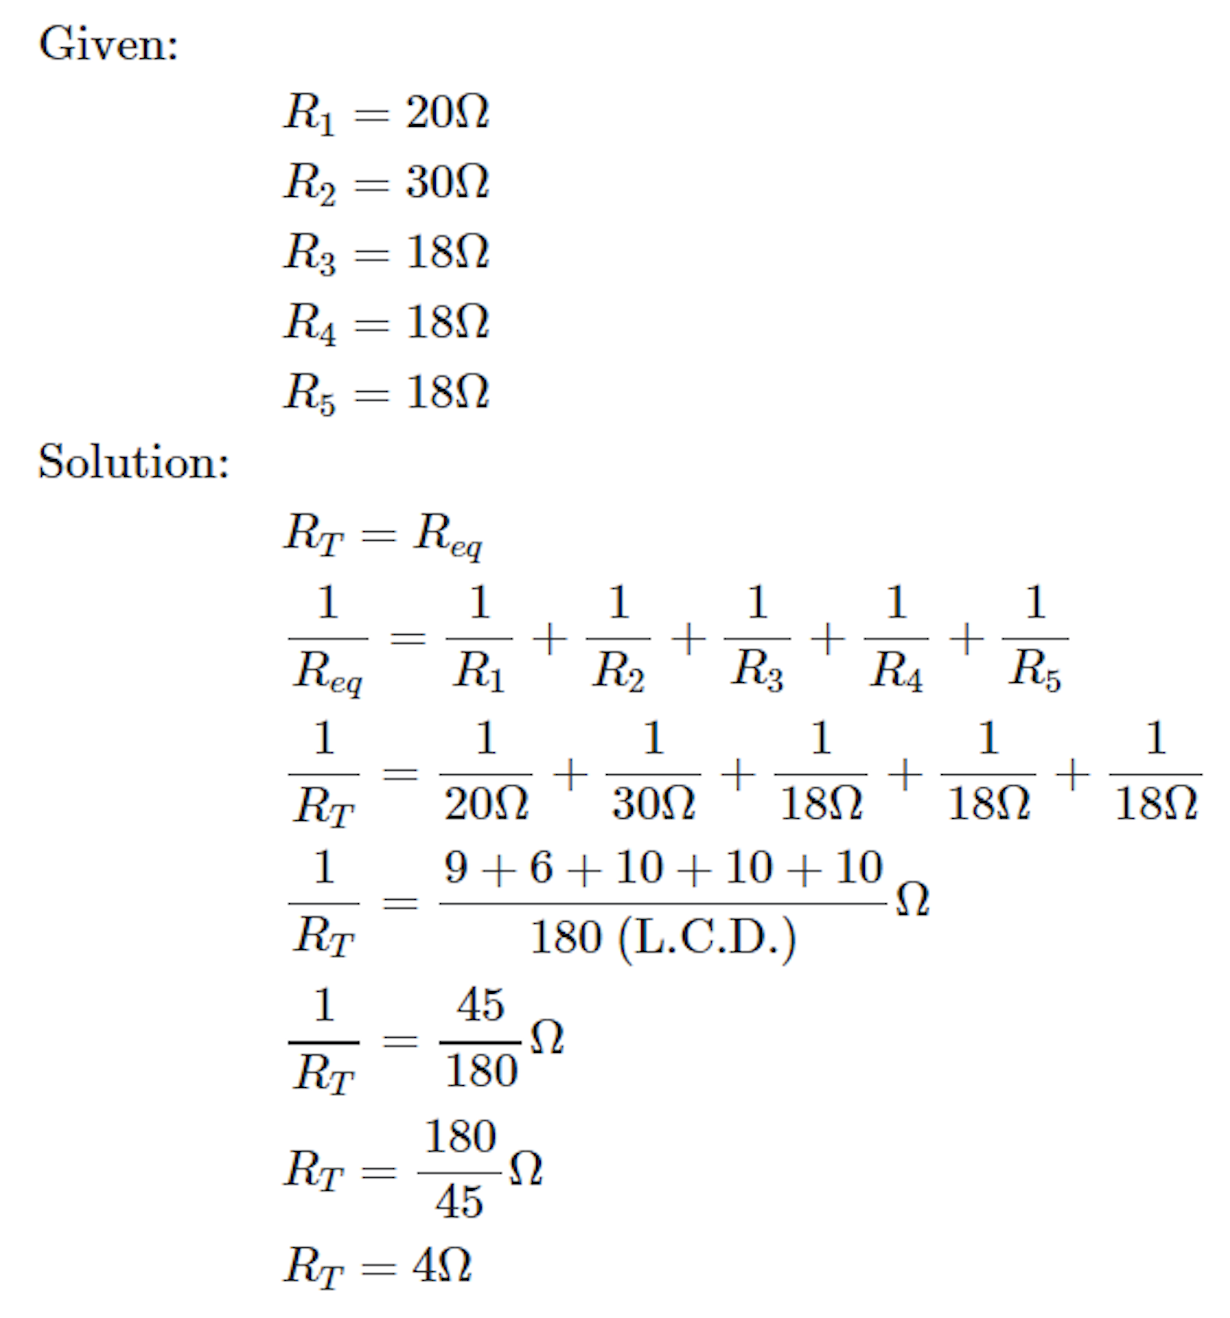 Given:
R₁ = 20Ω
R₂ = 30Ω
R₃ = 18Ω
R₄ = 18Ω
R₅ = 18Ω
Solution:
R_T = R_eq
1/R_eq = 1/R₁ + 1/R₂ + 1/R₃ + 1/R₄ + 1/R₅
1/R_T = 1/20Ω + 1/30Ω + 1/18Ω + 1/18Ω + 1/18Ω
1/R_T = (9 + 6 + 10 + 10 + 10)/180 (L.C.D.) Ω
1/R_T = 45/180 Ω
R_T = 180/45 Ω
R_T = 4Ω